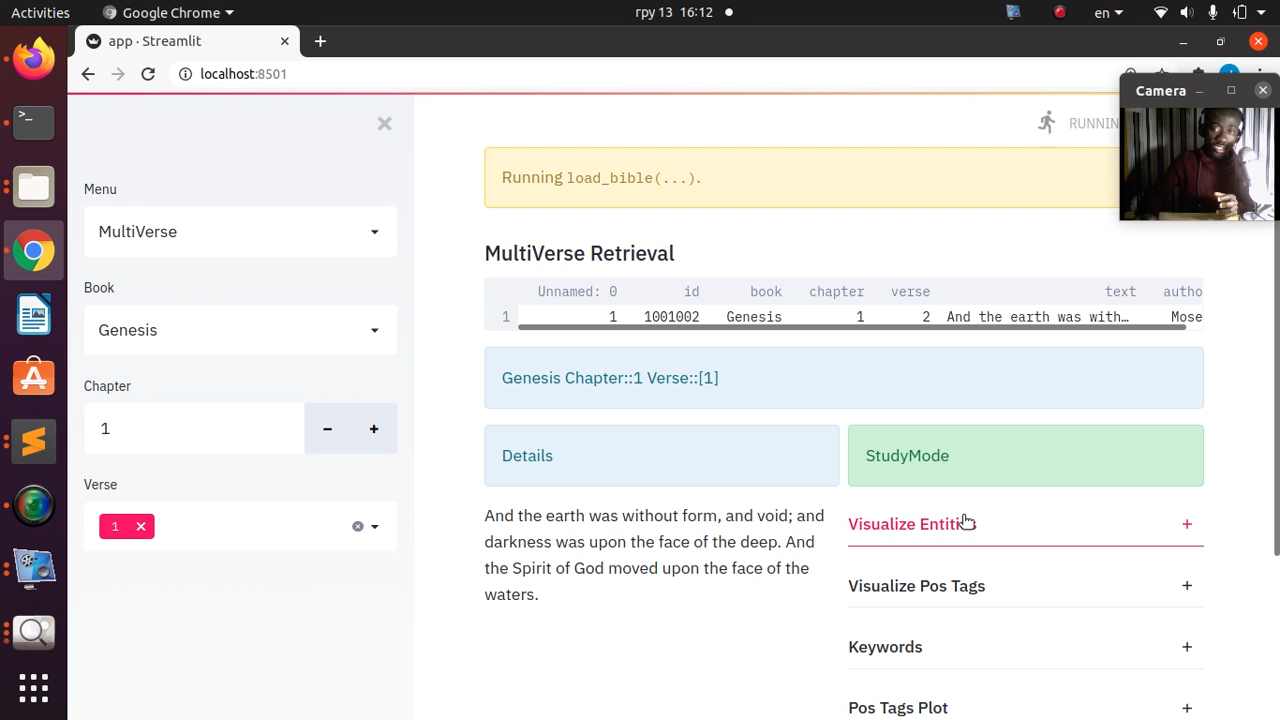 Activities
Google Chrome
гру 13 16:12
en
app · Streamlit
localhost:8501
Camera
Menu
MultiVerse
Book
Genesis
Chapter
1
Verse
1
RUNNIN
Running load_bible(...).
MultiVerse Retrieval
Unnamed: 0 id book chapter verse text autho
1 1 1001002 Genesis 1 2 And the earth was with… Mose
Genesis Chapter::1 Verse::[1]
Details
StudyMode
And the earth was without form, and void; and
darkness was upon the face of the deep. And
the Spirit of God moved upon the face of the
waters.
Visualize Entities
Visualize Pos Tags
Keywords
Pos Tags Plot